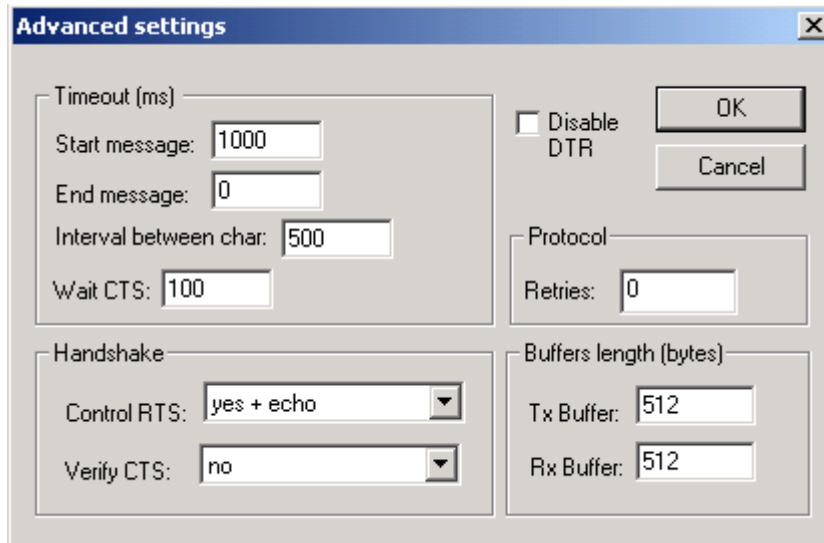 Advanced settings
Timeout (ms)
Start message: 1000
End message: 0
Interval between char: 500
Wait CTS: 100
Disable
DTR
OK
Cancel
Protocol
Retries: 0
Handshake
Control RTS: yes + echo
Verify CTS: no
Buffers length (bytes)
Tx Buffer: 512
Rx Buffer: 512